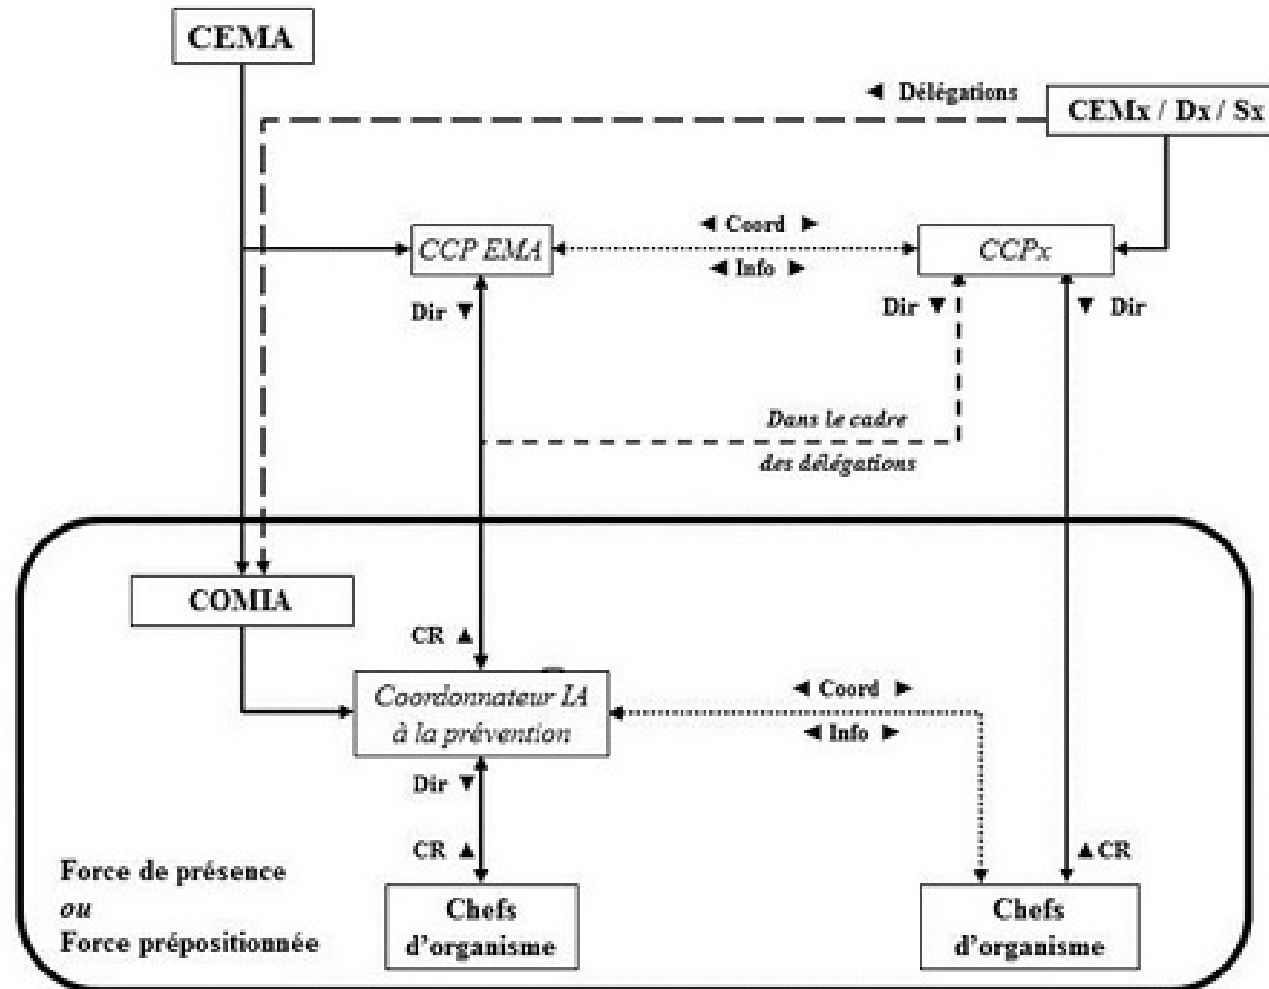 CEMA
◄ Délégations
CEMx / Dx / Sx
CCP EMA
◄ Coord ►
◄ Info ►
CCPx
Dir ▼
Dir ▼
▼ Dir
Dans le cadre
des délégations
COMIA
CR ▲
Coordonnateur IA
à la prévention
◄ Coord ►
◄ Info ►
Dir ▼
CR ▲
▲ CR
Force de présence
ou
Force prépositionnée
Chefs
d'organisme
Chefs
d'organisme